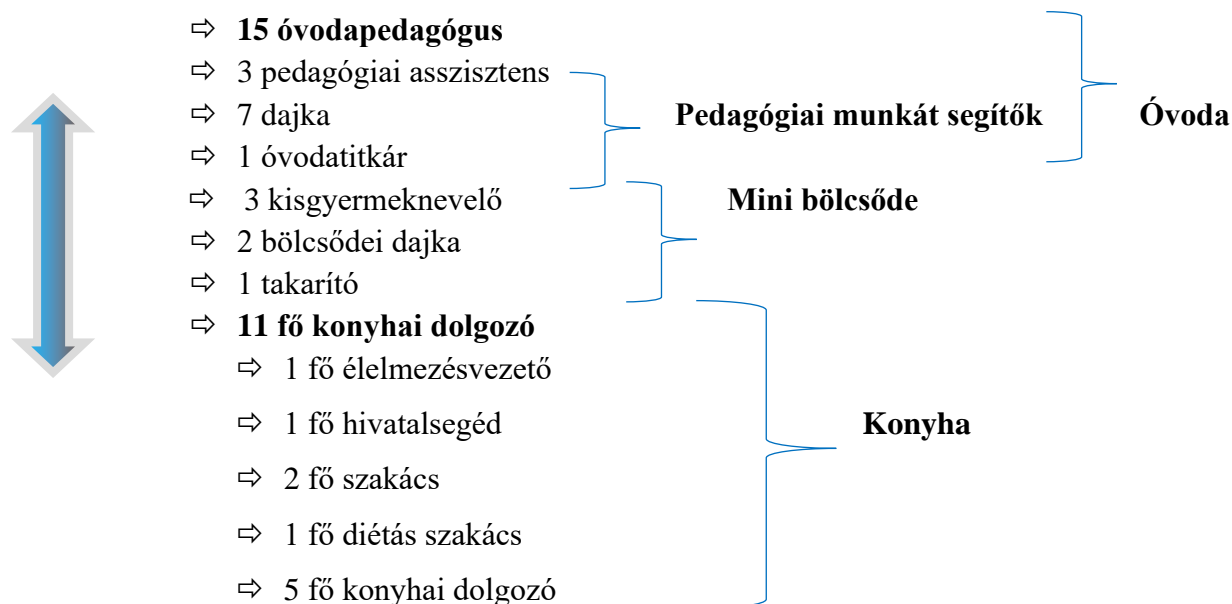 ⇨ 15 óvodapedagógus
⇨ 3 pedagógiai asszisztens
⇨ 7 dajka Pedagógiai munkát segítők Óvoda
⇨ 1 óvodatitkár
⇨ 3 kisgyermeknevelő Mini bölcsőde
⇨ 2 bölcsődei dajka
⇨ 1 takarító
⇨ 11 fő konyhai dolgozó
⇨ 1 fő élelmezésvezető
⇨ 1 fő hivatalsegéd Konyha
⇨ 2 fő szakács
⇨ 1 fő diétás szakács
⇨ 5 fő konyhai dolgozó